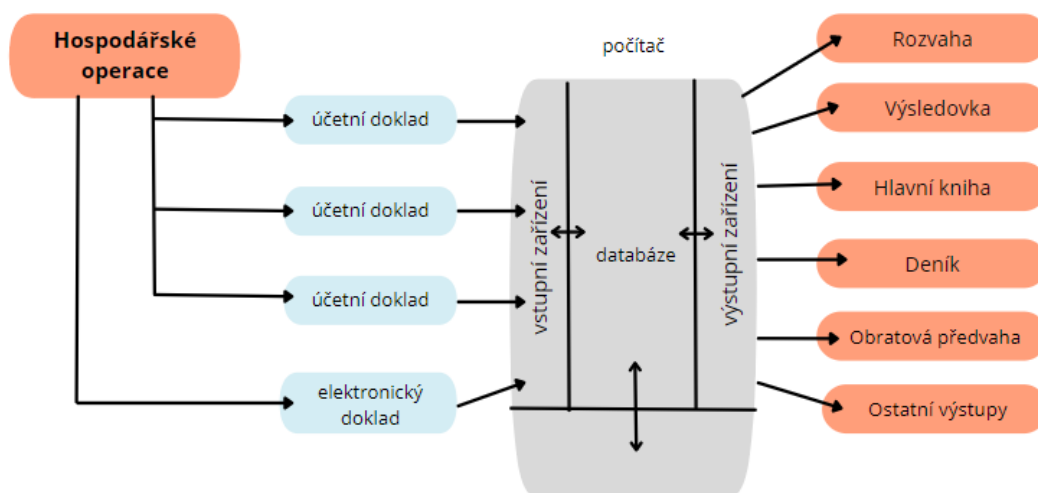 Hospodářské
operace
účetní doklad
účetní doklad
účetní doklad
elektronický
doklad
počítač
vstupní zařízení
databáze
výstupní zařízení
Rozvaha
Výsledovka
Hlavní kniha
Deník
Obratová předvaha
Ostatní výstupy